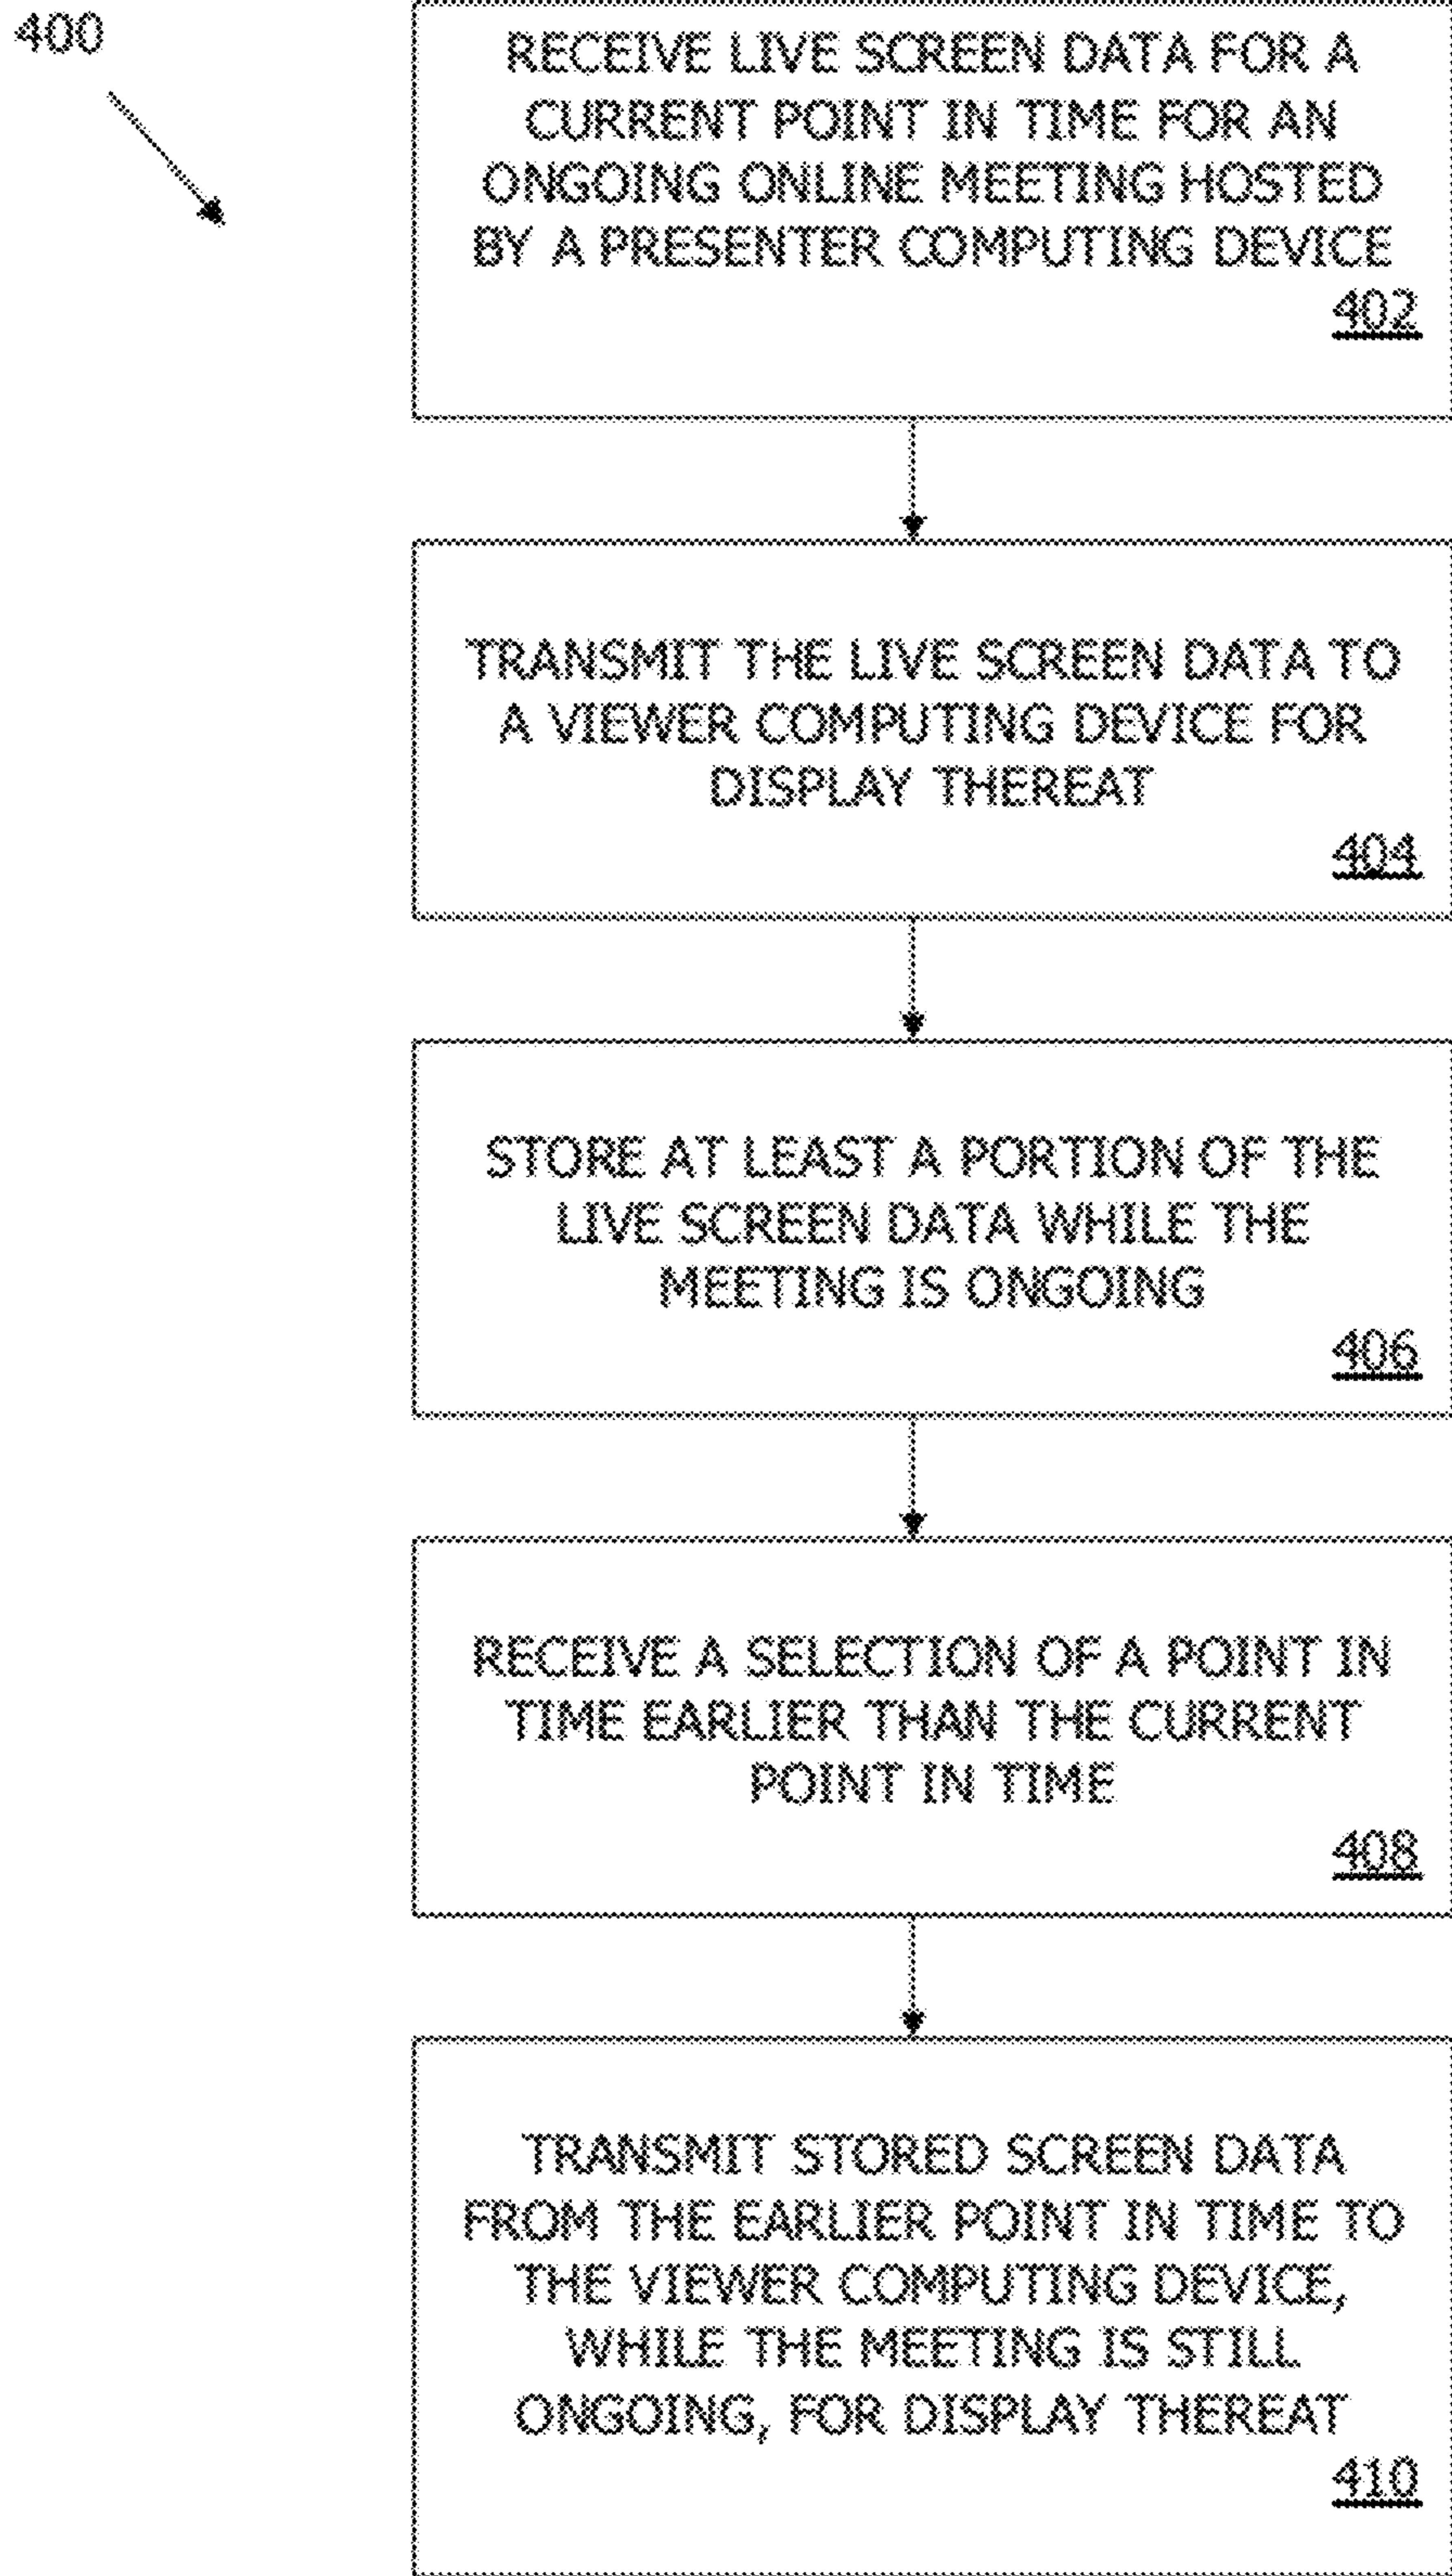 400
RECEIVE LIVE SCREEN DATA FOR A
CURRENT POINT IN TIME FOR AN
ONGOING ONLINE MEETING HOSTED
BY A PRESENTER COMPUTING DEVICE
402
TRANSMIT THE LIVE SCREEN DATA TO
A VIEWER COMPUTING DEVICE FOR
DISPLAY THEREAT
404
STORE AT LEAST A PORTION OF THE
LIVE SCREEN DATA WHILE THE
MEETING IS ONGOING
406
RECEIVE A SELECTION OF A POINT IN
TIME EARLIER THAN THE CURRENT
POINT IN TIME
408
TRANSMIT STORED SCREEN DATA
FROM THE EARLIER POINT IN TIME TO
THE VIEWER COMPUTING DEVICE,
WHILE THE MEETING IS STILL
ONGOING, FOR DISPLAY THEREAT
410